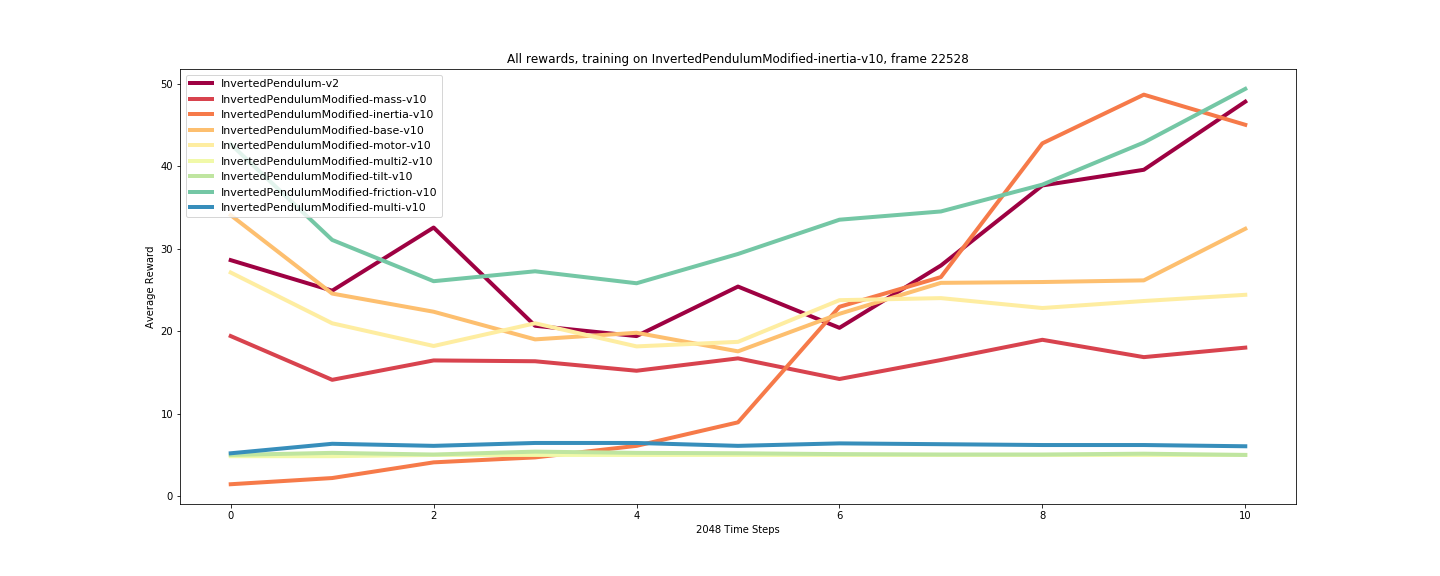 All rewards, training on InvertedPendulumModified-inertia-v10, frame 22528
50
40
30
20
10
0
Average Reward
InvertedPendulum-v2
InvertedPendulumModified-mass-v10
InvertedPendulumModified-inertia-v10
InvertedPendulumModified-base-v10
InvertedPendulumModified-motor-v10
InvertedPendulumModified-multi2-v10
InvertedPendulumModified-tilt-v10
InvertedPendulumModified-friction-v10
InvertedPendulumModified-multi-v10
0 2 4 6 8 10
2048 Time Steps